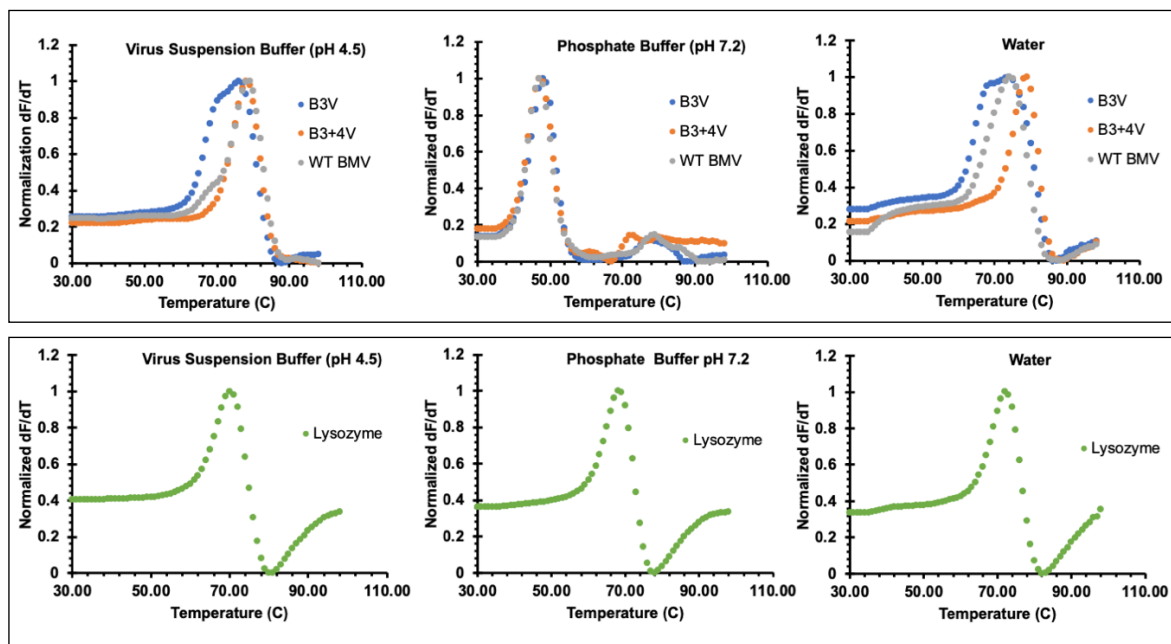 Virus Suspension Buffer (pH 4.5)
Normalization dF/dT
1.2
1
0.8
0.6
0.4
0.2
0
30.00 50.00 70.00 90.00 110.00
Temperature (C)
B3V
B3+4V
WT BMV
Phosphate Buffer (pH 7.2)
Normalized dF/dT
1.2
1
0.8
0.6
0.4
0.2
0
30.00 50.00 70.00 90.00 110.00
Temperature (C)
B3V
B3+4V
WT BMV
Water
Normalized dF/dT
1.2
1
0.8
0.6
0.4
0.2
0
30.00 50.00 70.00 90.00 110.00
Temperature (C)
B3V
B3+4V
WT BMV
Virus Suspension Buffer (pH 4.5)
Normalized dF/dT
1.2
1
0.8
0.6
0.4
0.2
0
30.00 50.00 70.00 90.00 110.00
Temperature (C)
Lysozyme
Phosphate Buffer pH 7.2
Normalized dF/dT
1.2
1
0.8
0.6
0.4
0.2
0
30.00 50.00 70.00 90.00 110.00
Temperature (C)
Lysozyme
Water
Normalized dF/dT
1.2
1
0.8
0.6
0.4
0.2
0
30.00 50.00 70.00 90.00 110.00
Temperature (C)
Lysozyme